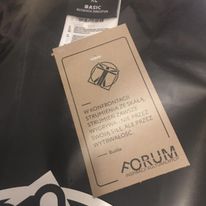 BASIC
W KONFRONTACJI
STRUMIENIA ZE SKAŁĄ,
STRUMIEŃ ZAWSZE
WYGRYWA - NIE PRZEZ
SWOJĄ SIŁĘ, ALE PRZEZ
WYTRWAŁOŚĆ.
Budda
FORUM